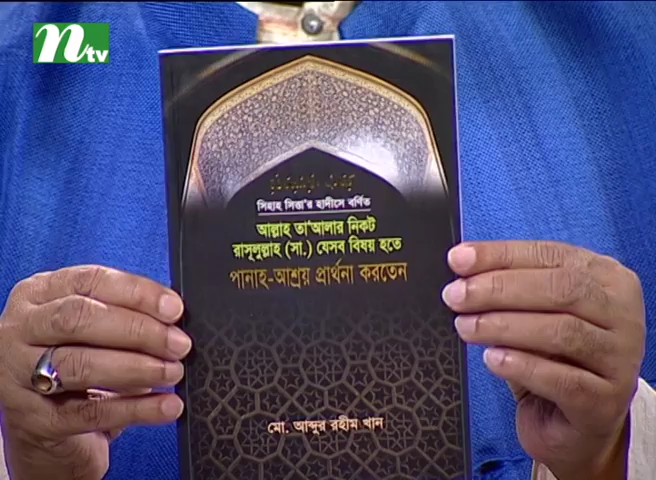 ntv
সিহাহ সিত্তা'র হাদীসে বর্ণিত
আল্লাহ তা'আলার নিকট
রাসূলুল্লাহ (সা.) যেসব বিষয় হতে
পানাহ-আশ্রয় প্রার্থনা করতেন
মো. আব্দুর রহীম খান